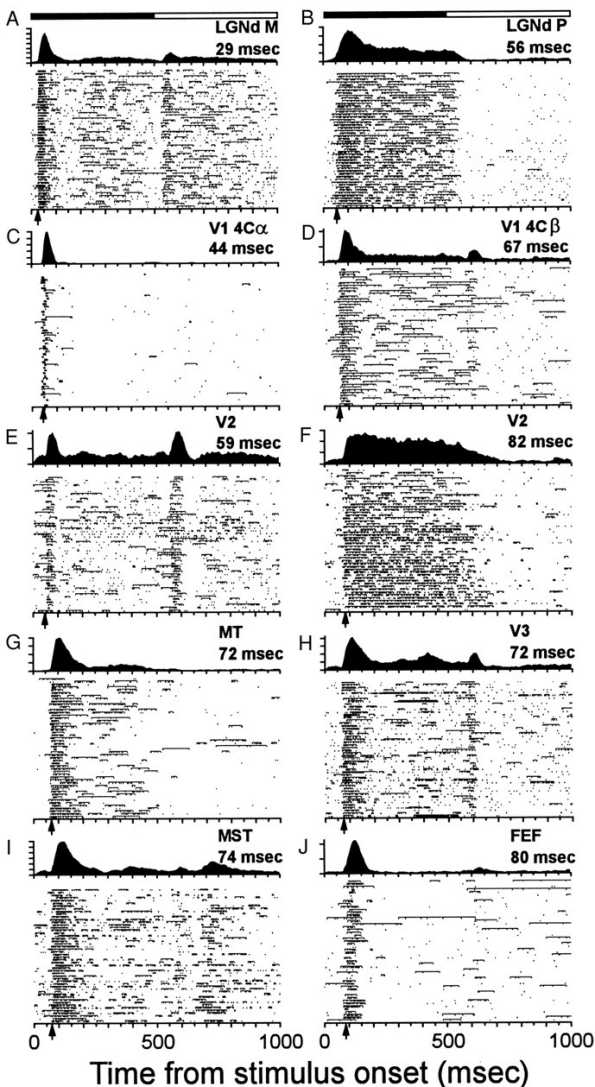 A
LGNd M
29 msec
B
LGNd P
56 msec
C
V1 4Cα
44 msec
D
V1 4Cβ
67 msec
E
V2
59 msec
F
V2
82 msec
G
MT
72 msec
H
V3
72 msec
I
MST
74 msec
J
FEF
80 msec
0 500 1000 0 500 1000
Time from stimulus onset (msec)